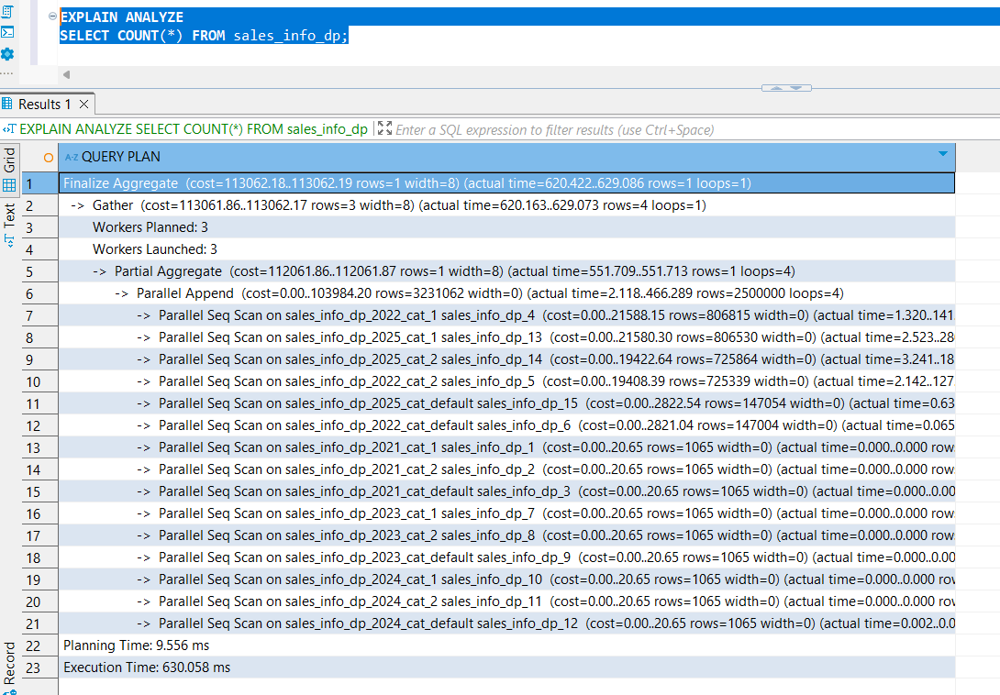 EXPLAIN ANALYZE
SELECT COUNT(*) FROM sales_info_dp;
Results 1
EXPLAIN ANALYZE SELECT COUNT(*) FROM sales_info_dp
Enter a SQL expression to filter results (use Ctrl+Space)
Grid
Text
Record
A-Z QUERY PLAN
1 Finalize Aggregate (cost=113062.18..113062.19 rows=1 width=8) (actual time=620.422..629.086 rows=1 loops=1)
2 -> Gather (cost=113061.86..113062.17 rows=3 width=8) (actual time=620.163..629.073 rows=4 loops=1)
3 Workers Planned: 3
4 Workers Launched: 3
5 -> Partial Aggregate (cost=112061.86..112061.87 rows=1 width=8) (actual time=551.709..551.713 rows=1 loops=4)
6 -> Parallel Append (cost=0.00..103984.20 rows=3231062 width=0) (actual time=2.118..466.289 rows=2500000 loops=4)
7 -> Parallel Seq Scan on sales_info_dp_2022_cat_1 sales_info_dp_4 (cost=0.00..21588.15 rows=806815 width=0) (actual time=1.320..141
8 -> Parallel Seq Scan on sales_info_dp_2025_cat_1 sales_info_dp_13 (cost=0.00..21580.30 rows=806530 width=0) (actual time=2.523..28
9 -> Parallel Seq Scan on sales_info_dp_2025_cat_2 sales_info_dp_14 (cost=0.00..19422.64 rows=725864 width=0) (actual time=3.241..18
10 -> Parallel Seq Scan on sales_info_dp_2022_cat_2 sales_info_dp_5 (cost=0.00..19408.39 rows=725339 width=0) (actual time=2.142..127
11 -> Parallel Seq Scan on sales_info_dp_2025_cat_default sales_info_dp_15 (cost=0.00..2822.54 rows=147054 width=0) (actual time=0.63
12 -> Parallel Seq Scan on sales_info_dp_2022_cat_default sales_info_dp_6 (cost=0.00..2821.04 rows=147004 width=0) (actual time=0.065
13 -> Parallel Seq Scan on sales_info_dp_2021_cat_1 sales_info_dp_1 (cost=0.00..20.65 rows=1065 width=0) (actual time=0.000..0.000 row
14 -> Parallel Seq Scan on sales_info_dp_2021_cat_2 sales_info_dp_2 (cost=0.00..20.65 rows=1065 width=0) (actual time=0.000..0.000 row
15 -> Parallel Seq Scan on sales_info_dp_2021_cat_default sales_info_dp_3 (cost=0.00..20.65 rows=1065 width=0) (actual time=0.000..0.00
16 -> Parallel Seq Scan on sales_info_dp_2023_cat_1 sales_info_dp_7 (cost=0.00..20.65 rows=1065 width=0) (actual time=0.000..0.000 row
17 -> Parallel Seq Scan on sales_info_dp_2023_cat_2 sales_info_dp_8 (cost=0.00..20.65 rows=1065 width=0) (actual time=0.000..0.000 row
18 -> Parallel Seq Scan on sales_info_dp_2023_cat_default sales_info_dp_9 (cost=0.00..20.65 rows=1065 width=0) (actual time=0.000..0.00
19 -> Parallel Seq Scan on sales_info_dp_2024_cat_1 sales_info_dp_10 (cost=0.00..20.65 rows=1065 width=0) (actual time=0.000..0.000 rov
20 -> Parallel Seq Scan on sales_info_dp_2024_cat_2 sales_info_dp_11 (cost=0.00..20.65 rows=1065 width=0) (actual time=0.000..0.000 rov
21 -> Parallel Seq Scan on sales_info_dp_2024_cat_default sales_info_dp_12 (cost=0.00..20.65 rows=1065 width=0) (actual time=0.002..0.0
22 Planning Time: 9.556 ms
23 Execution Time: 630.058 ms